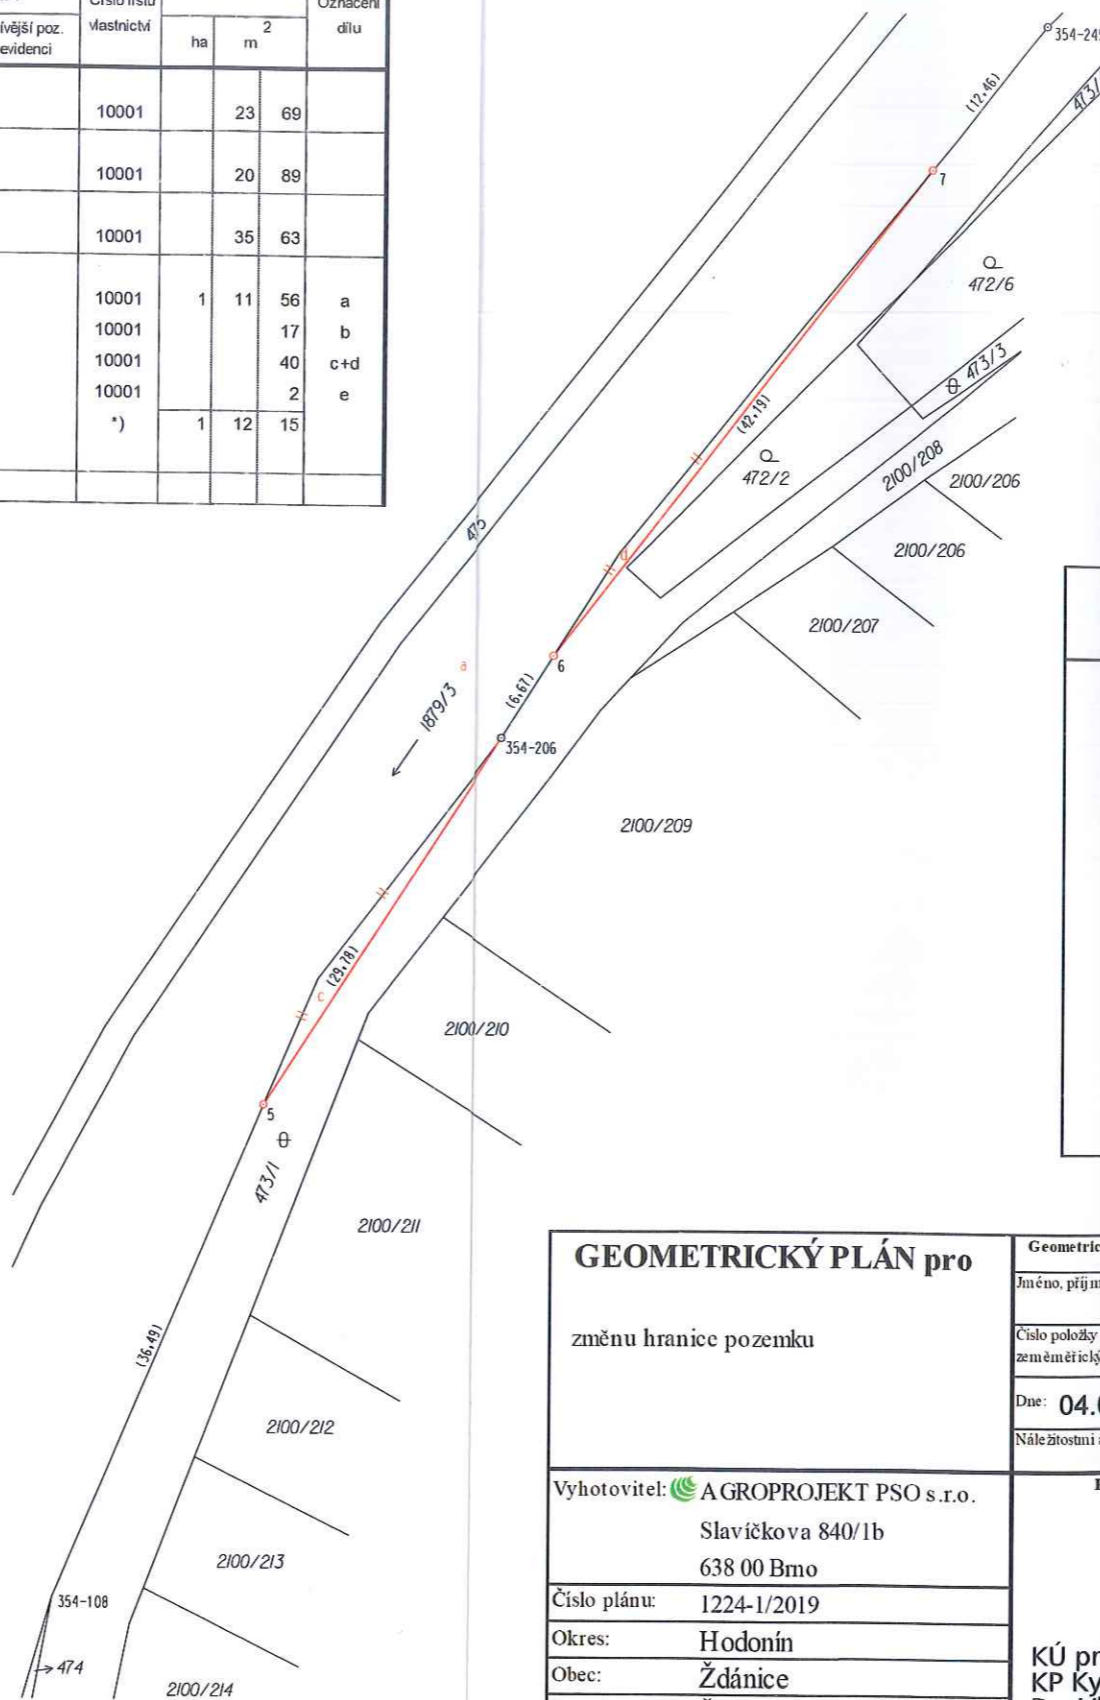 Číslo listu
vlastnictví
ívější poz.
evidenci
ha
m
2
Označení
dílu
10001 23 69
10001 20 89
10001 35 63
10001 1 11 56 a
10001 17 b
10001 40 c+d
10001 2 e
*) 1 12 15
354-245
(12.46)
473/
7
472/6
473/3
(42.19)
472/2
2100/208
2100/206
2100/206
475
d
2100/207
6
a
1879/3
(6.67)
354-206
2100/209
(29.78)
c
2100/210
5
473/1
2100/211
(36.49)
2100/212
2100/213
354-108
474
2100/214
GEOMETRICKÝ PLÁN pro
změnu hranice pozemku
Vyhotovitel: AGROPROJEKT PSO s.r.o.
Slavíčkova 840/1b
638 00 Brno
Číslo plánu: 1224-1/2019
Okres: Hodonín
Obec: Ždánice
Geometric
Jméno, příjm
Číslo položky
zeměměřický
Dne: 04.
Náležitostmi
KÚ pr
KP Ky